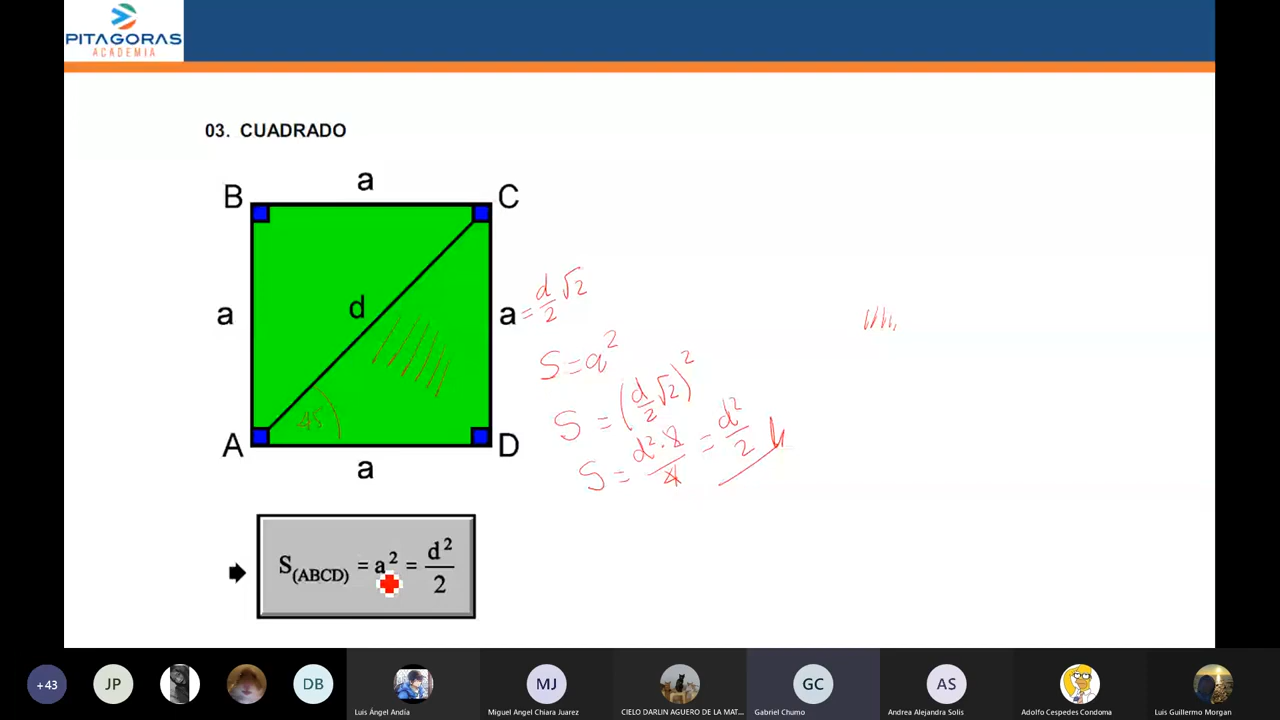 PITAGORAS
ACADEMIA
03. CUADRADO
a
B
C
d
a
a = d/2 √2
45
A
D
a
S = a²
S = (d/2 √2)²
S = d²·2/4 = d²/2
S(ABCD) = a² = d²/2
+43
JP
DB
MJ
GC
AS
Luis Àngel Andía
Miguel Angel Chiara Juarez
CIELO DARLIN AGUERO DE LA MAT...
Gabriel Chumo
Andrea Alejandra Solis
Adolfo Cespedes Condoma
Luis Guillermo Morgan